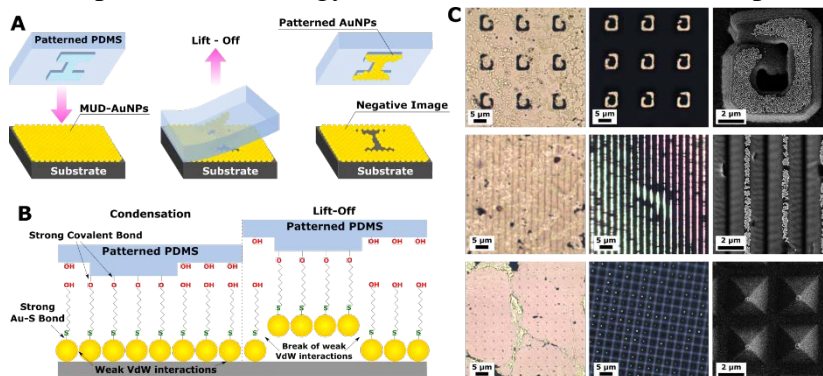 A
Patterned PDMS
Lift - Off
Patterned AuNPs
MUD-AuNPs
Negative Image
Substrate
Substrate
Substrate
B
Condensation
Lift-Off
Strong Covalent Bond
Patterned PDMS
Patterned PDMS
OH OH OH OH OH OH OH OH
O O O O
OH OH O O O OH OH OH OH
OH OH OH
Strong
Au-S Bond
S S S S S S S S S S S S S S S S
Break of weak
VdW interactions
Weak VdW interactions
C
5 µm
5 µm
2 µm
5 µm
5 µm
2 µm
5 µm
5 µm
2 µm